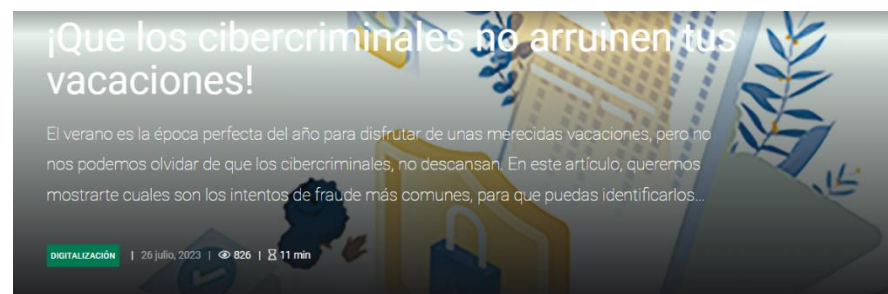 ¡Que los cibercriminales no arruinen tus
vacaciones!
El verano es la época perfecta del año para disfrutar de unas merecidas vacaciones, pero no
nos podemos olvidar de que los cibercriminales, no descansan. En este artículo, queremos
mostrarte cuales son los intentos de fraude más comunes, para que puedas identificarlos...
DIGITALIZACIÓN | 26 julio, 2023 | 826 | 11 min